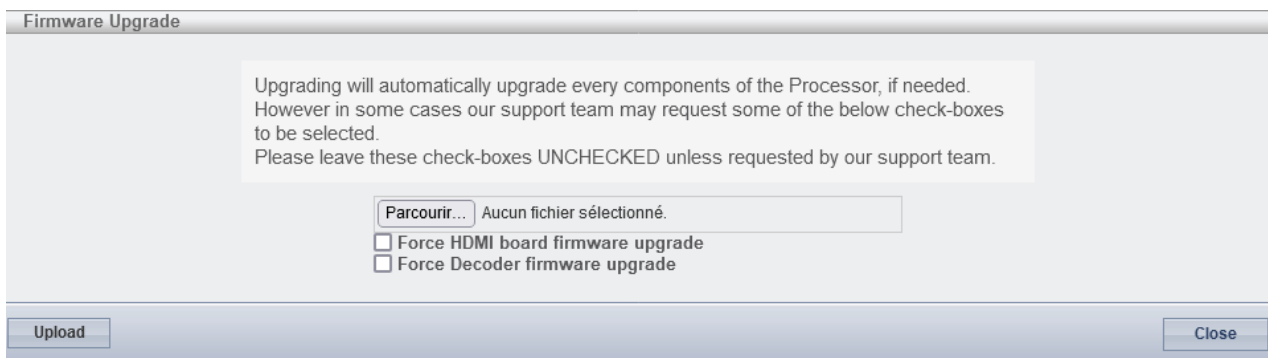 Firmware Upgrade
Upgrading will automatically upgrade every components of the Processor, if needed.
However in some cases our support team may request some of the below check-boxes
to be selected.
Please leave these check-boxes UNCHECKED unless requested by our support team.
Parcourir... Aucun fichier sélectionné.
Force HDMI board firmware upgrade
Force Decoder firmware upgrade
Upload Close